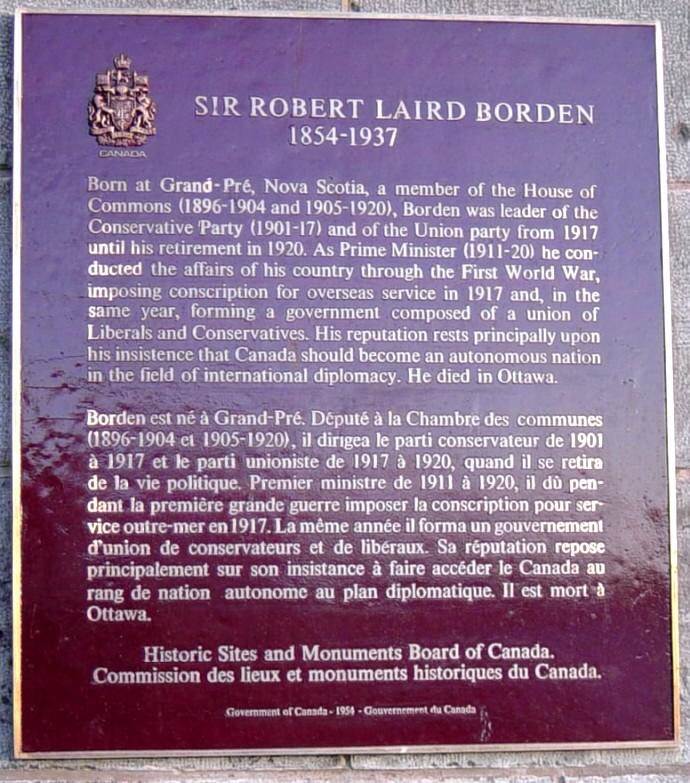 CANADA
SIR ROBERT LAIRD BORDEN
1854-1937
Born at Grand-Pré, Nova Scotia, a member of the House of
Commons (1896-1904 and 1905-1920), Borden was leader of the
Conservative Party (1901-17) and of the Union party from 1917
until his retirement in 1920. As Prime Minister (1911-20) he con-
ducted the affairs of his country through the First World War,
imposing conscription for overseas service in 1917 and, in the
same year, forming a government composed of a union of
Liberals and Conservatives. His reputation rests principally upon
his insistence that Canada should become an autonomous nation
in the field of international diplomacy. He died in Ottawa.
Borden est né à Grand-Pré. Député à la Chambre des communes
(1896-1904 et 1905-1920), il dirigea le parti conservateur de 1901
à 1917 et le parti unioniste de 1917 à 1920, quand il se retira
de la vie politique. Premier ministre de 1911 à 1920, il dû pen-
dant la première grande guerre imposer la conscription pour ser-
vice outre-mer en 1917. La même année il forma un gouvernement
d'union de conservateurs et de libéraux. Sa réputation repose
principalement sur son insistance à faire accéder le Canada au
rang de nation autonome au plan diplomatique. Il est mort à
Ottawa.
Historic Sites and Monuments Board of Canada.
Commission des lieux et monuments historiques du Canada.
Government of Canada - 1954 - Gouvernement du Canada